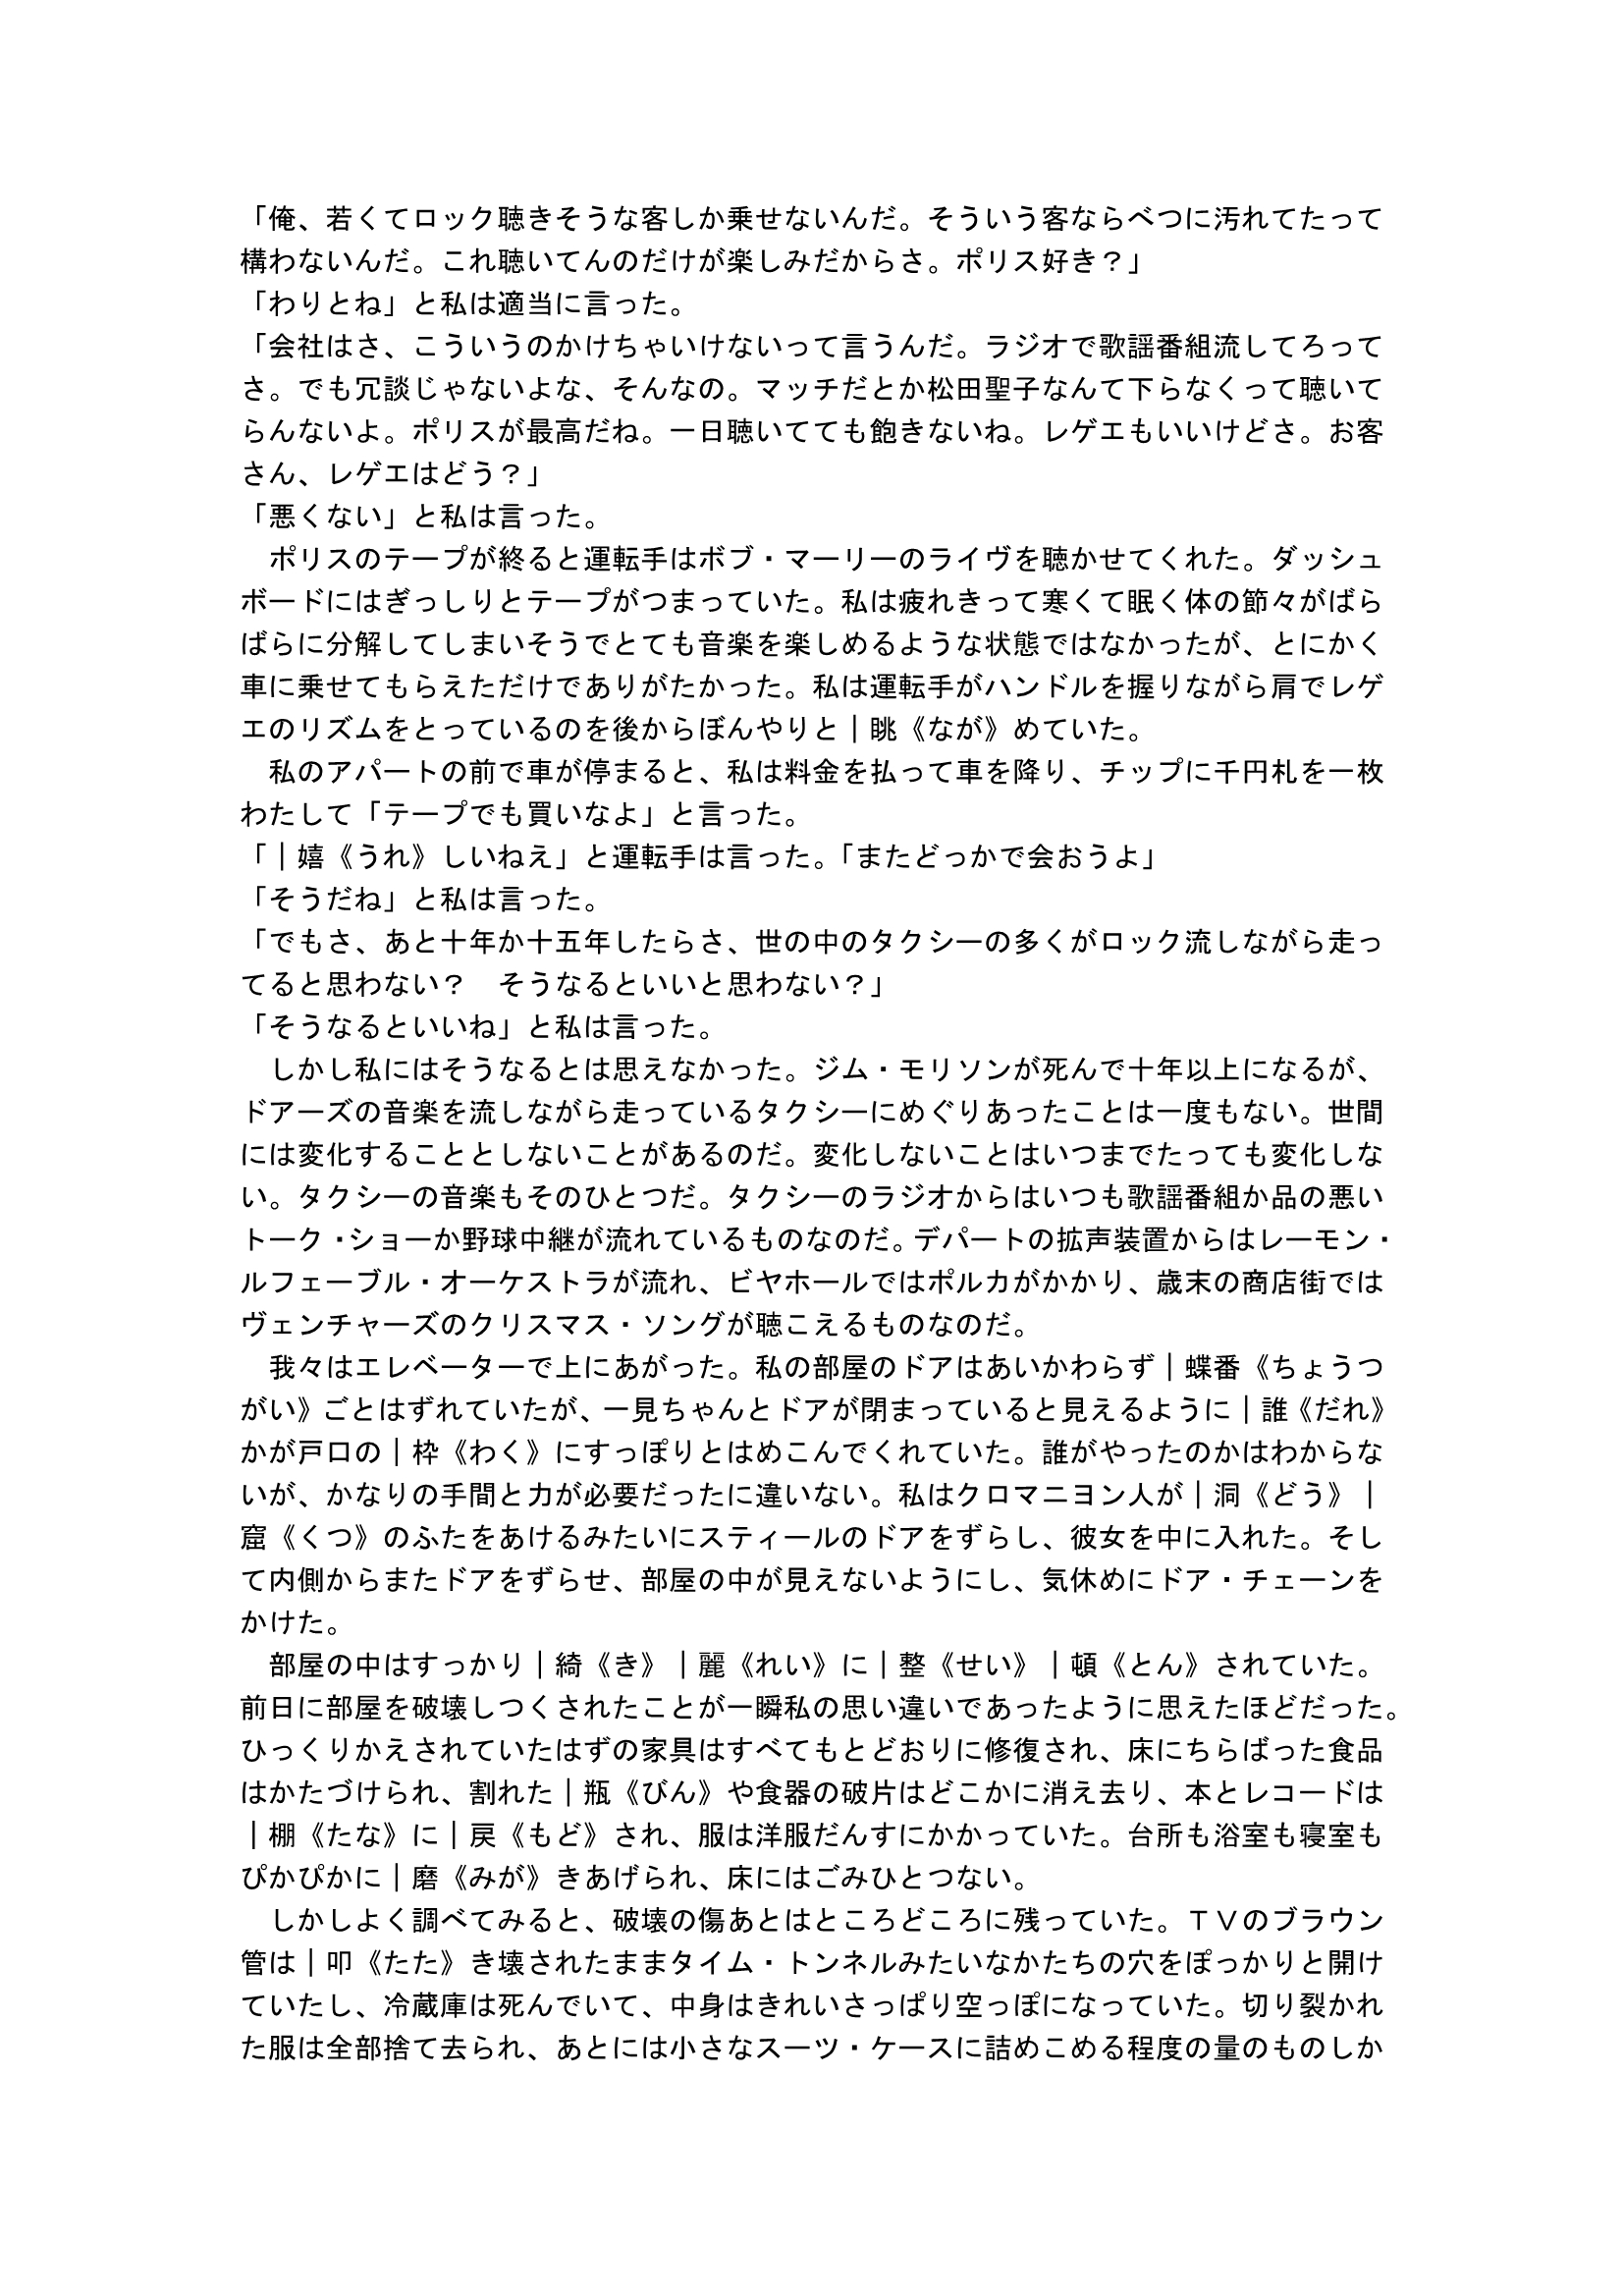 「俺、若くてロック聴きそうな客しか乗せないんだ。そういう客ならべつに汚れてたって
構わないんだ。これ聴いてんのだけが楽しみだからさ。ポリス好き？」
「わりとね」と私は適当に言った。
「会社はさ、こういうのかけちゃいけないって言うんだ。ラジオで歌謡番組流してろって
さ。でも冗談じゃないよな、そんなの。マッチだとか松田聖子なんて下らなくって聴いて
らんないよ。ポリスが最高だね。一日聴いてても飽きないね。レゲエもいいけどさ。お客
さん、レゲエはどう？」
「悪くない」と私は言った。
　ポリスのテープが終ると運転手はボブ・マーリーのライヴを聴かせてくれた。ダッシュ
ボードにはぎっしりとテープがつまっていた。私は疲れきって寒くて眠く体の節々がばら
ばらに分解してしまいそうでとても音楽を楽しめるような状態ではなかったが、とにかく
車に乗せてもらえただけでありがたかった。私は運転手がハンドルを握りながら肩でレゲ
エのリズムをとっているのを後からぼんやりと｜眺《なが》めていた。
　私のアパートの前で車が停まると、私は料金を払って車を降り、チップに千円札を一枚
わたして「テープでも買いなよ」と言った。
「｜嬉《うれ》しいねえ」と運転手は言った。「またどっかで会おうよ」
「そうだね」と私は言った。
「でもさ、あと十年か十五年したらさ、世の中のタクシーの多くがロック流しながら走っ
てると思わない？　そうなるといいと思わない？」
「そうなるといいね」と私は言った。
　しかし私にはそうなるとは思えなかった。ジム・モリソンが死んで十年以上になるが、
ドアーズの音楽を流しながら走っているタクシーにめぐりあったことは一度もない。世間
には変化することとしないことがあるのだ。変化しないことはいつまでたっても変化しな
い。タクシーの音楽もそのひとつだ。タクシーのラジオからはいつも歌謡番組か品の悪い
トーク・ショーか野球中継が流れているものなのだ。デパートの拡声装置からはレーモン・
ルフェーブル・オーケストラが流れ、ビヤホールではポルカがかかり、歳末の商店街では
ヴェンチャーズのクリスマス・ソングが聴こえるものなのだ。
　我々はエレベーターで上にあがった。私の部屋のドアはあいかわらず｜蝶番《ちょうつ
がい》ごとはずれていたが、一見ちゃんとドアが閉まっていると見えるように｜誰《だれ》
かが戸口の｜枠《わく》にすっぽりとはめこんでくれていた。誰がやったのかはわからな
いが、かなりの手間と力が必要だったに違いない。私はクロマニヨン人が｜洞《どう》｜
窟《くつ》のふたをあけるみたいにスティールのドアをずらし、彼女を中に入れた。そし
て内側からまたドアをずらせ、部屋の中が見えないようにし、気休めにドア・チェーンを
かけた。
　部屋の中はすっかり｜綺《き》｜麗《れい》に｜整《せい》｜頓《とん》されていた。
前日に部屋を破壊しつくされたことが一瞬私の思い違いであったように思えたほどだった。
ひっくりかえされていたはずの家具はすべてもとどおりに修復され、床にちらばった食品
はかたづけられ、割れた｜瓶《びん》や食器の破片はどこかに消え去り、本とレコードは
｜棚《たな》に｜戻《もど》され、服は洋服だんすにかかっていた。台所も浴室も寝室も
ぴかぴかに｜磨《みが》きあげられ、床にはごみひとつない。
　しかしよく調べてみると、破壊の傷あとはところどころに残っていた。ＴＶのブラウン
管は｜叩《たた》き壊されたままタイム・トンネルみたいなかたちの穴をぽっかりと開け
ていたし、冷蔵庫は死んでいて、中身はきれいさっぱり空っぽになっていた。切り裂かれ
た服は全部捨て去られ、あとには小さなスーツ・ケースに詰めこめる程度の量のものしか